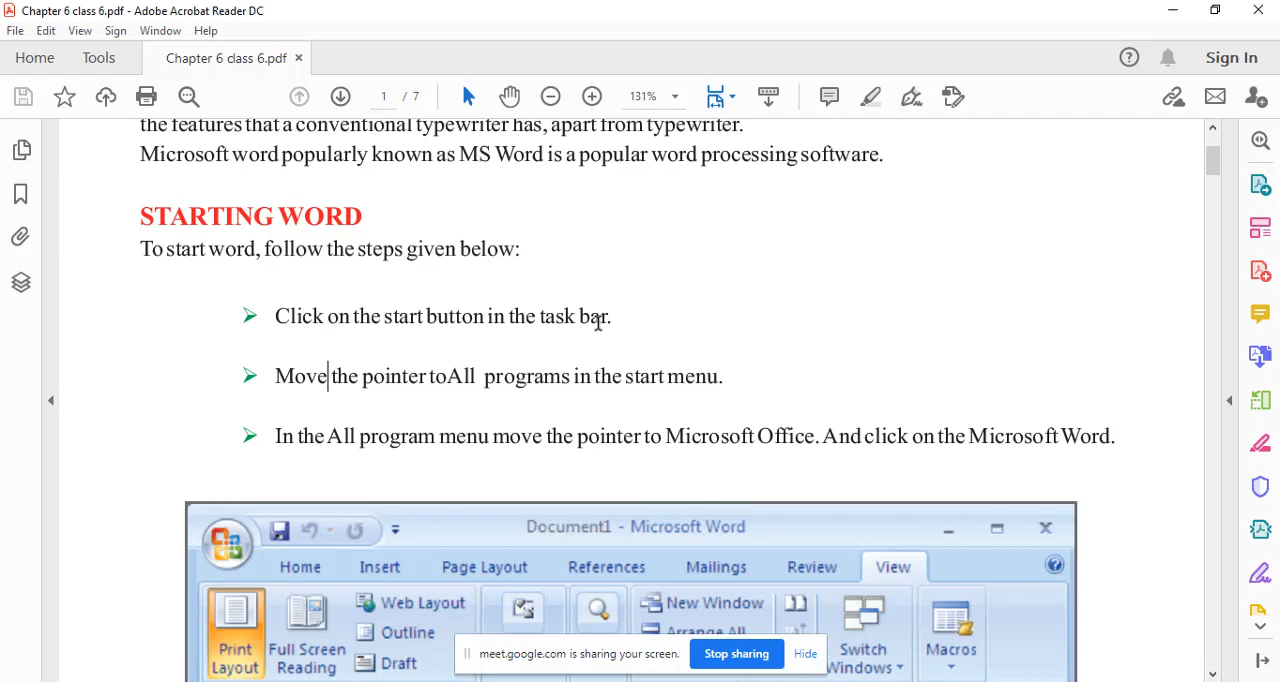 Chapter 6 class 6.pdf - Adobe Acrobat Reader DC
File Edit View Sign Window Help
Home Tools Chapter 6 class 6.pdf × Sign In
1 / 7 131%
the features that a conventional typewriter has, apart from typewriter.
Microsoft word popularly known as MS Word is a popular word processing software.
STARTING WORD
To start word, follow the steps given below:
Click on the start button in the task bar.
Move the pointer toAll programs in the start menu.
In the All program menu move the pointer to Microsoft Office. And click on the Microsoft Word.
Document1 - Microsoft Word
Home Insert Page Layout References Mailings Review View
Print Layout
Full Screen Reading
Web Layout
Outline
Draft
New Window
Arrange All
Switch Windows
Macros
meet.google.com is sharing your screen. Stop sharing Hide